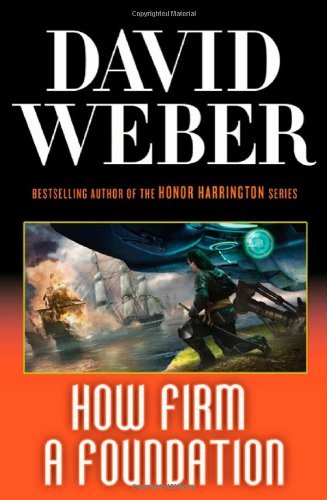 DAVID
WEBER
BESTSELLING AUTHOR OF THE HONOR HARRINGTON SERIES
HOW FIRM
A FOUNDATION